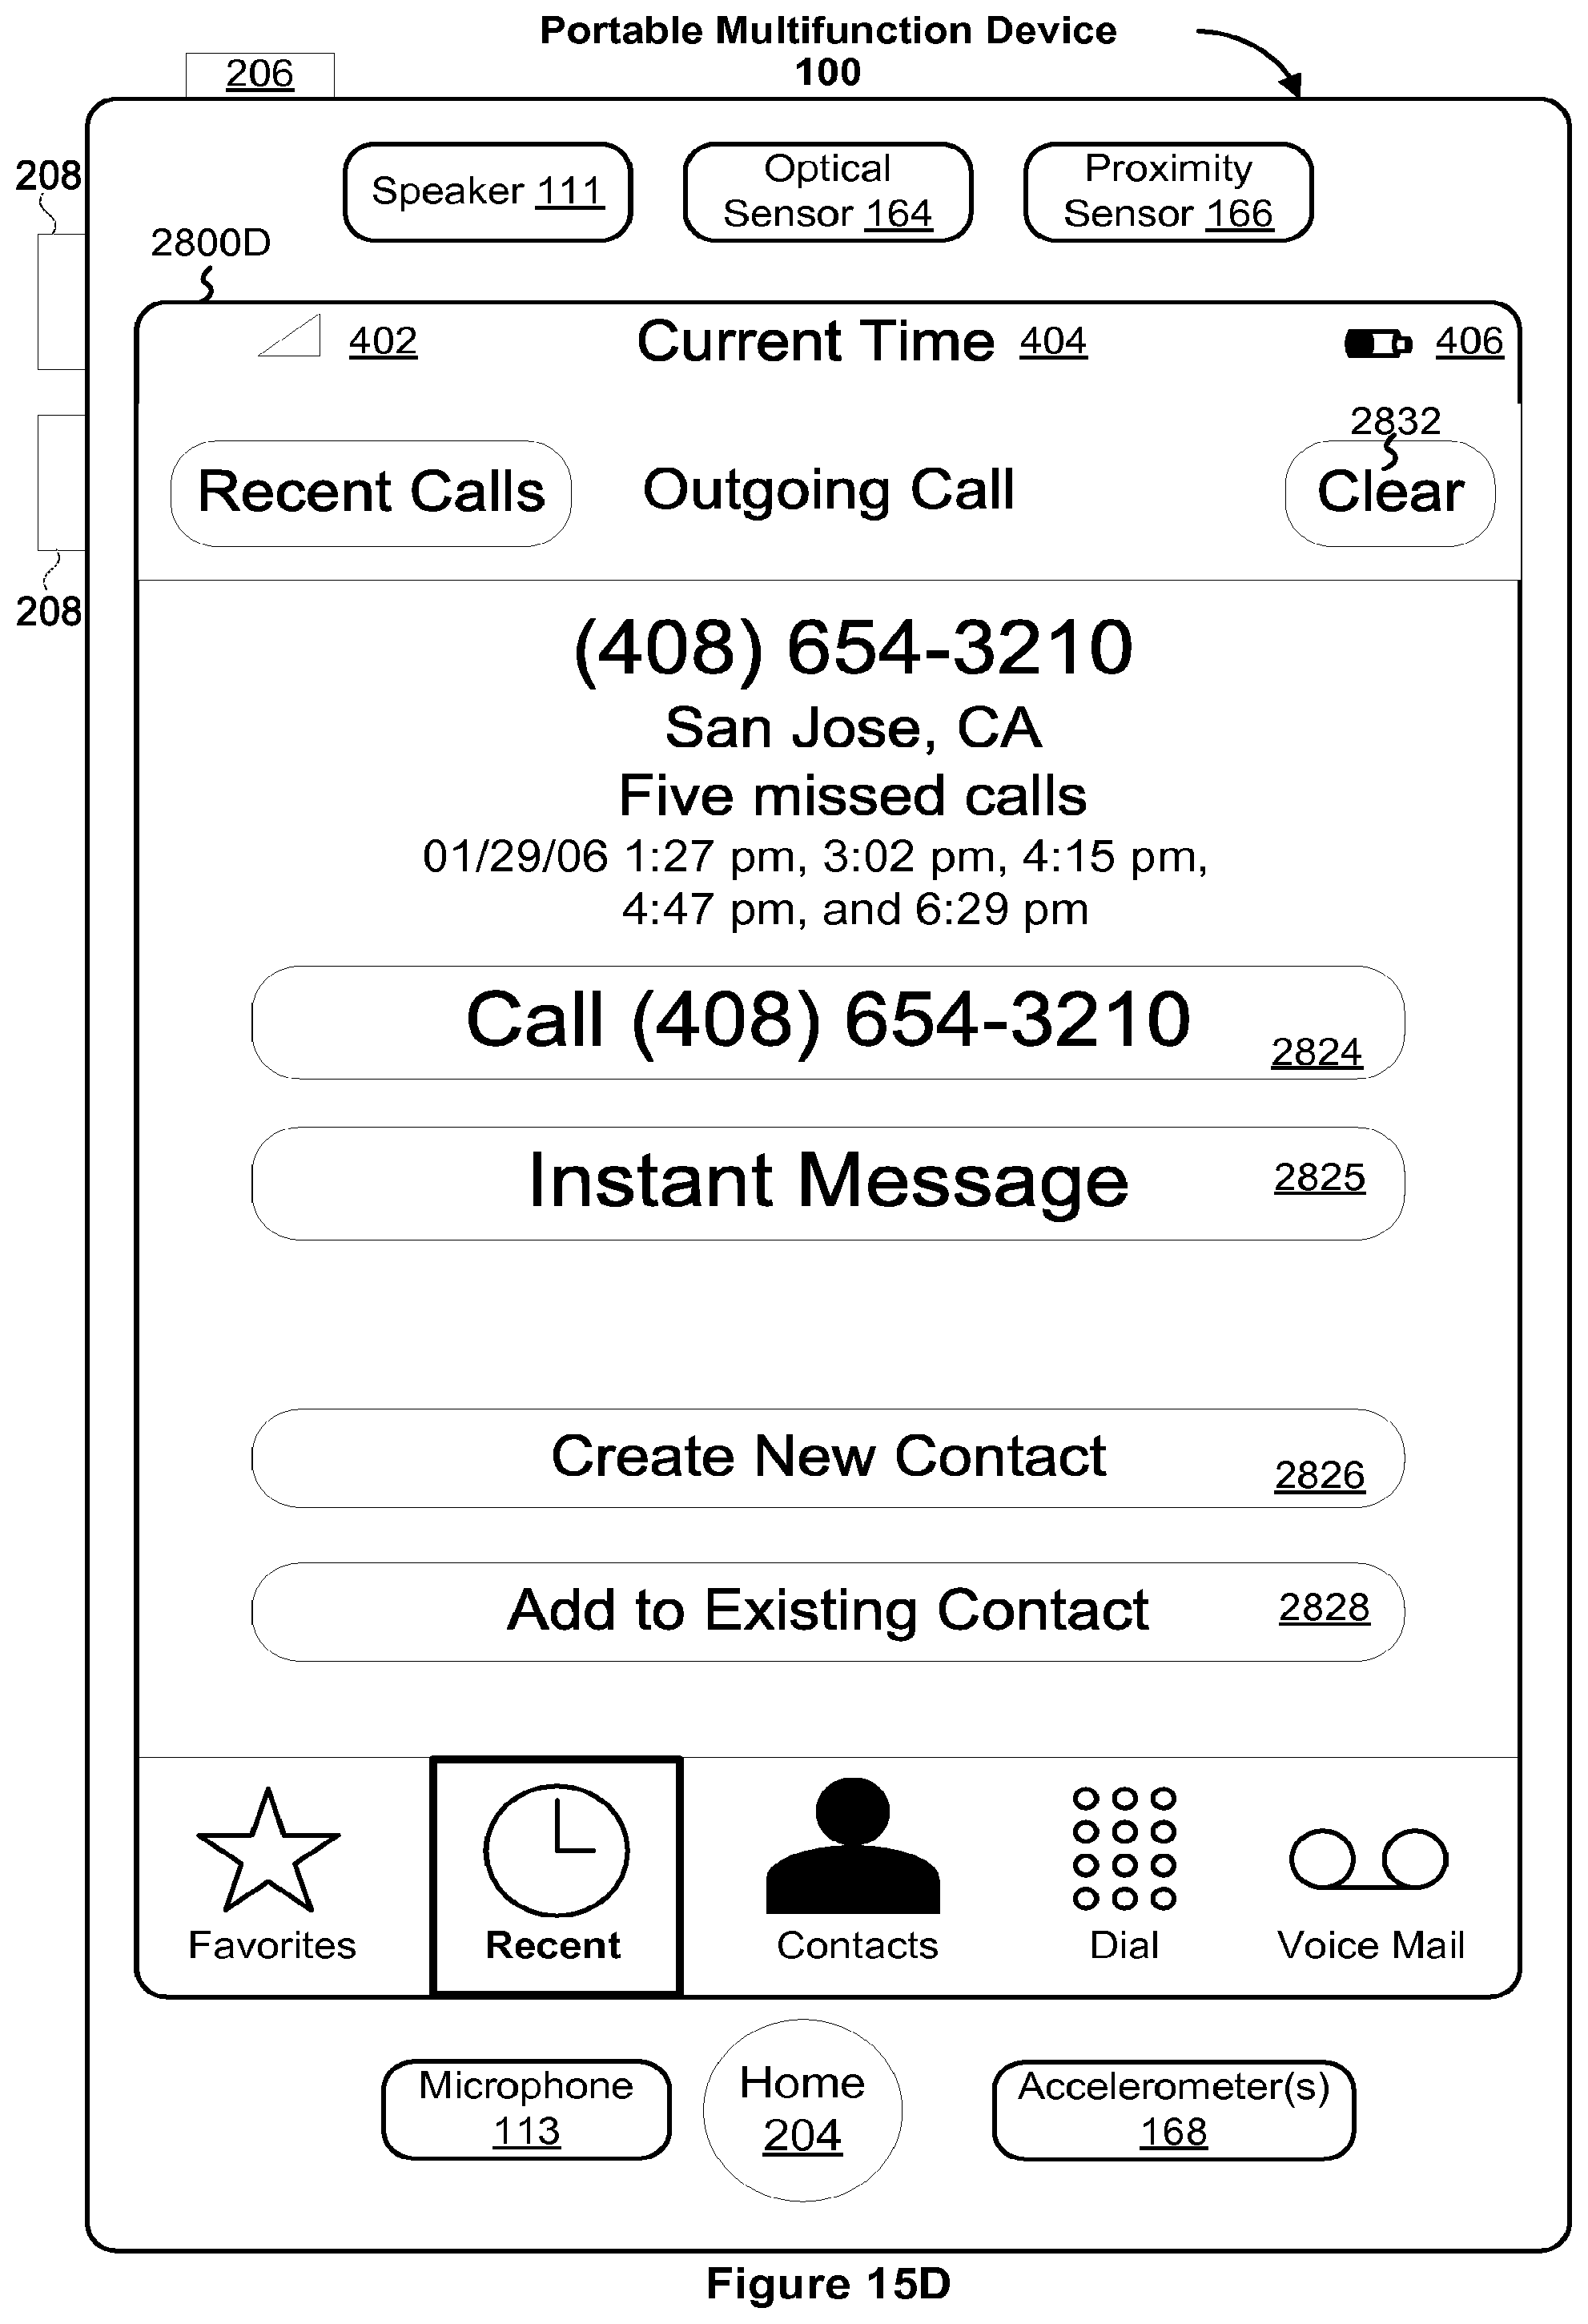 Portable Multifunction Device
100
206
208
Speaker 111
Optical
Sensor 164
Proximity
Sensor 166
2800D
402
Current Time 404
406
2832
Recent Calls
Outgoing Call
Clear
208
(408) 654-3210
San Jose, CA
Five missed calls
01/29/06 1:27 pm, 3:02 pm, 4:15 pm,
4:47 pm, and 6:29 pm
Call (408) 654-3210
2824
Instant Message
2825
Create New Contact
2826
Add to Existing Contact
2828
Favorites
Recent
Contacts
Dial
Voice Mail
Microphone
113
Home
204
Accelerometer(s)
168
Figure 15D